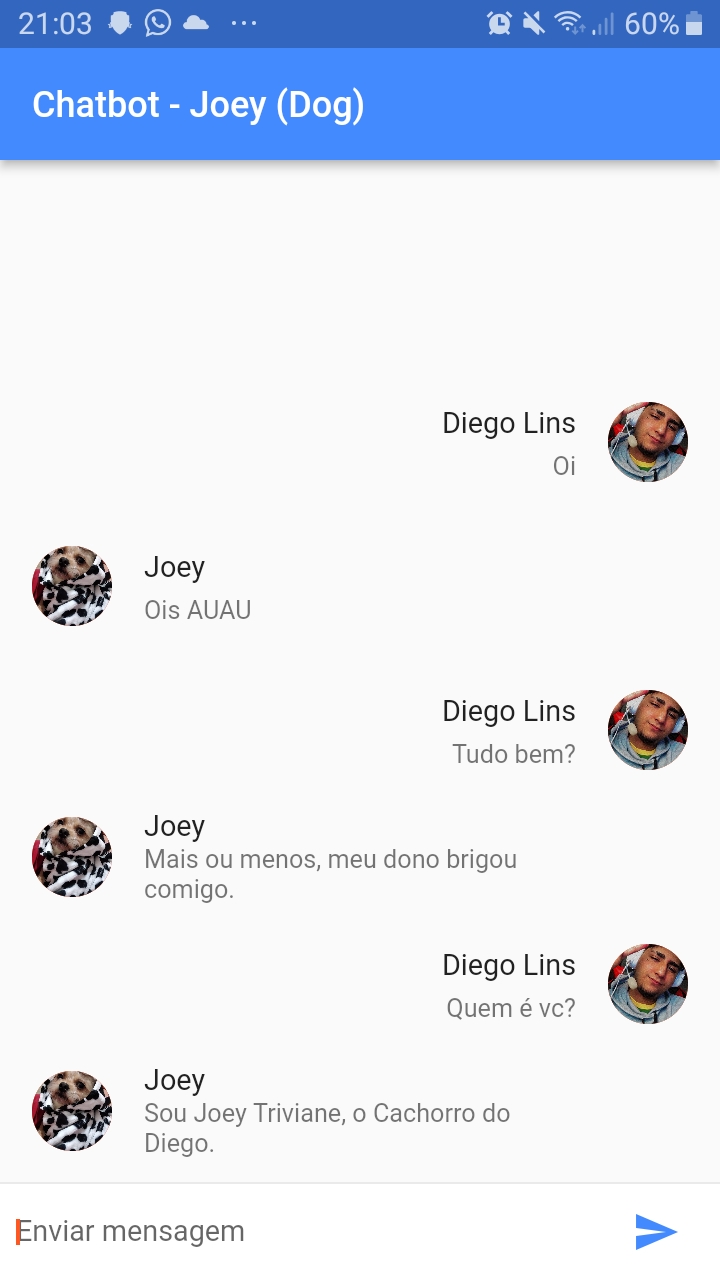 21:03 60%
Chatbot - Joey (Dog)
Diego Lins
Oi
Joey
Ois AUAU
Diego Lins
Tudo bem?
Joey
Mais ou menos, meu dono brigou
comigo.
Diego Lins
Quem é vc?
Joey
Sou Joey Triviane, o Cachorro do
Diego.
Enviar mensagem